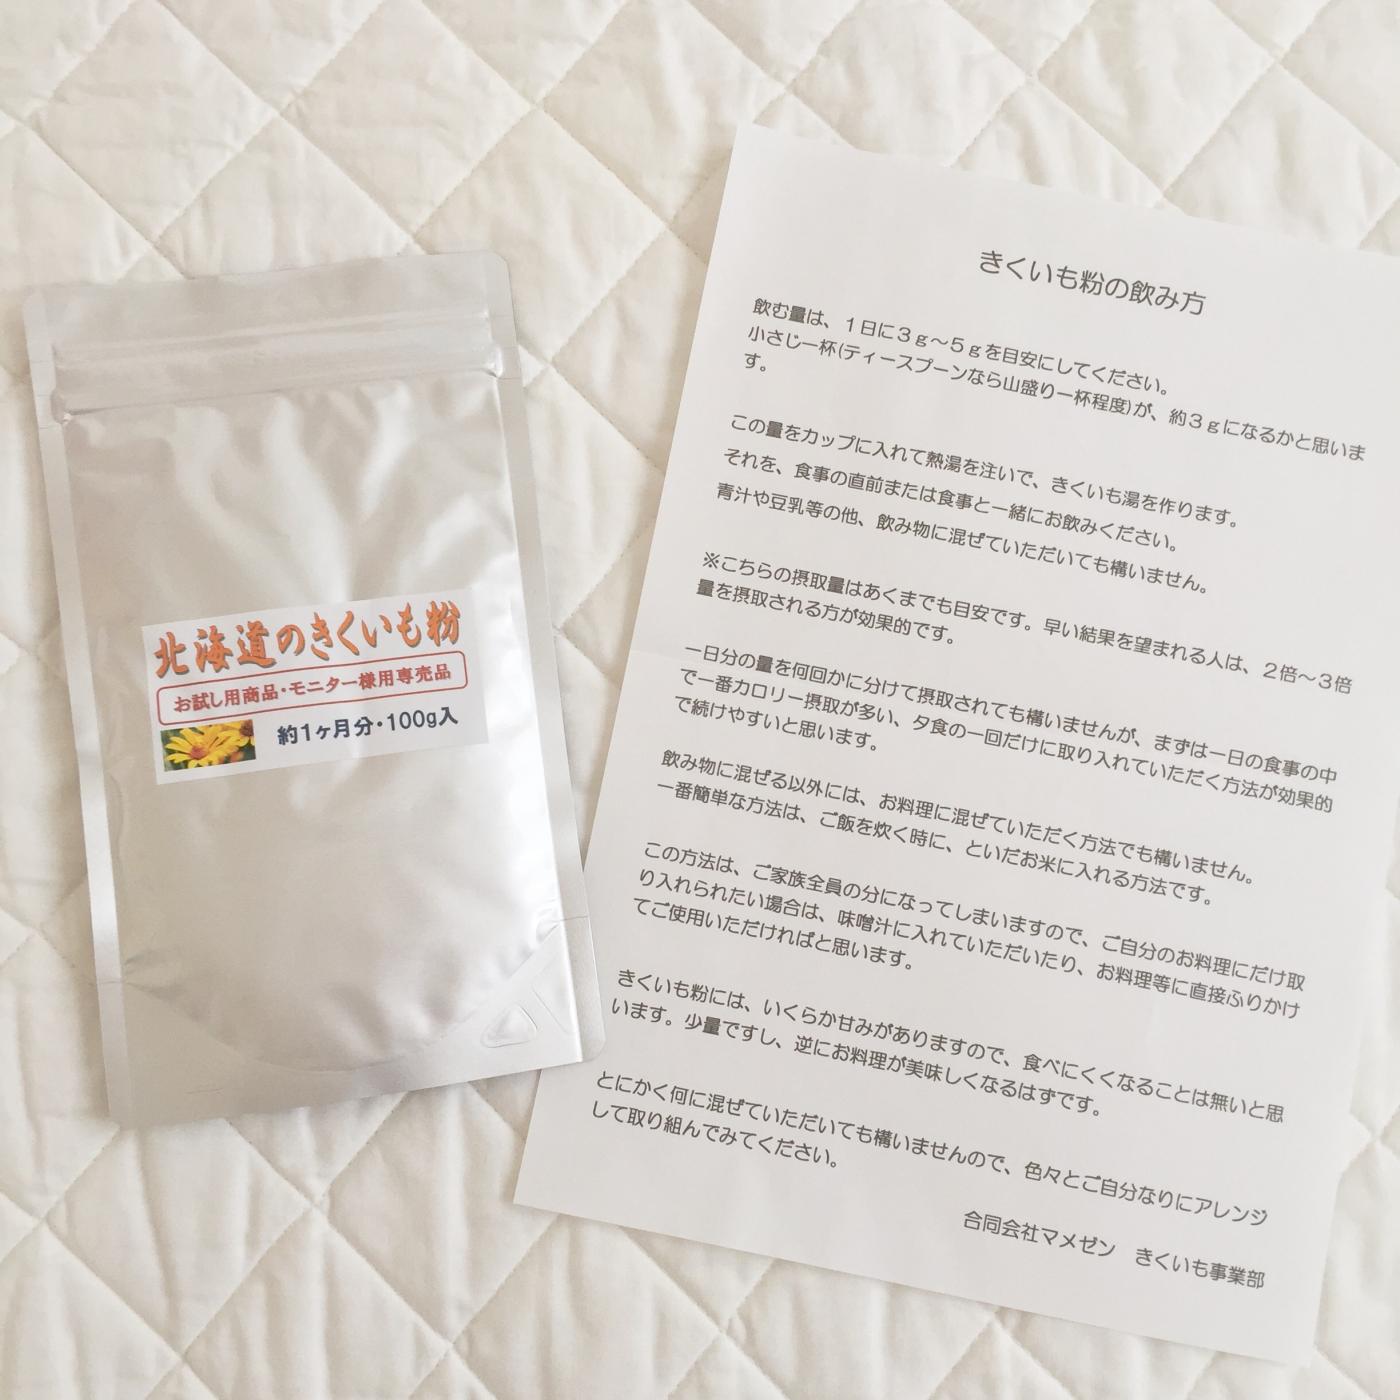 北海道のきくいも粉
お試し用商品・モニター様用専売品
約1ヶ月分・100g入
きくいも粉の飲み方
飲む量は、１日に３ｇ～５ｇを目安にしてください。
小さじ一杯(ティースプーンなら山盛り一杯程度)が、約３ｇになるかと思いま
す。
この量をカップに入れて熱湯を注いで、きくいも湯を作ります。
それを、食事の直前または食事と一緒にお飲みください。
青汁や豆乳等の他、飲み物に混ぜていただいても構いません。
※こちらの摂取量はあくまでも目安です。早い結果を望まれる人は、２倍～３倍
量を摂取される方が効果的です。
一日分の量を何回かに分けて摂取されても構いませんが、まずは一日の食事の中
で一番カロリー摂取が多い、夕食の一回だけに取り入れていただく方法が効果的
で続けやすいと思います。
飲み物に混ぜる以外には、お料理に混ぜていただく方法でも構いません。
一番簡単な方法は、ご飯を炊く時に、といだお米に入れる方法です。
この方法は、ご家族全員の分になってしまいますので、ご自分のお料理にだけ取
り入れられたい場合は、味噌汁に入れていただいたり、お料理等に直接ふりかけ
てご使用いただければと思います。
きくいも粉には、いくらか甘みがありますので、食べにくくなることは無いと思
います。少量ですし、逆にお料理が美味しくなるはずです。
とにかく何に混ぜていただいても構いませんので、色々とご自分なりにアレンジ
して取り組んでみてください。
合同会社マメゼン　きくいも事業部